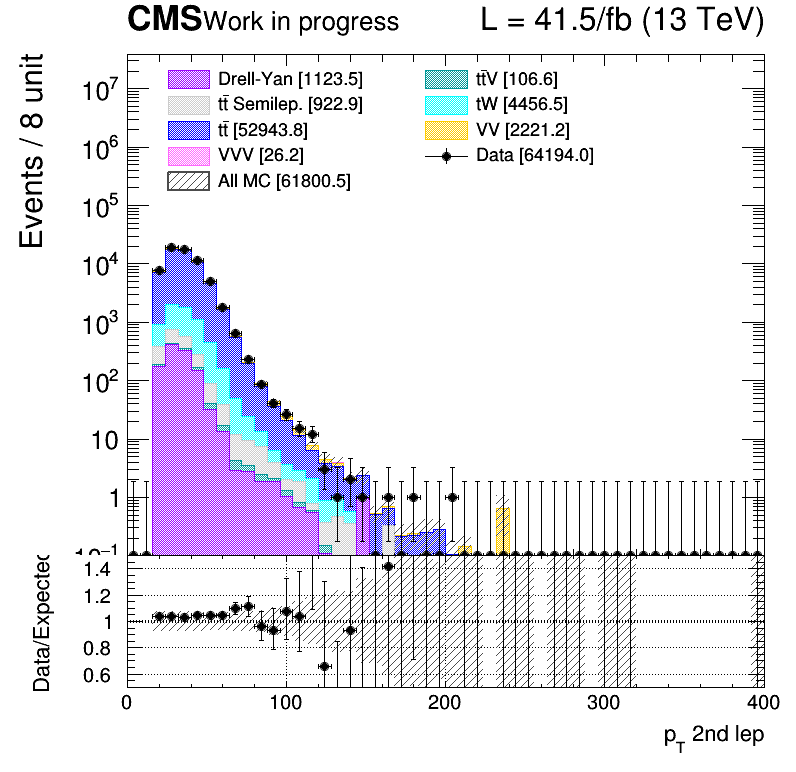 CMS Work in progress L = 41.5/fb (13 TeV)
Events / 8 unit
Drell-Yan [1123.5]
tt̄ Semilep. [922.9]
tt̄ [52943.8]
VVV [26.2]
All MC [61800.5]
tt̄V [106.6]
tW [4456.5]
VV [2221.2]
Data [64194.0]
10⁷
10⁶
10⁵
10⁴
10³
10²
10
1
10⁻¹
Data/Expected
1.4
1.2
1
0.8
0.6
0 100 200 300 400
p_T 2nd lep